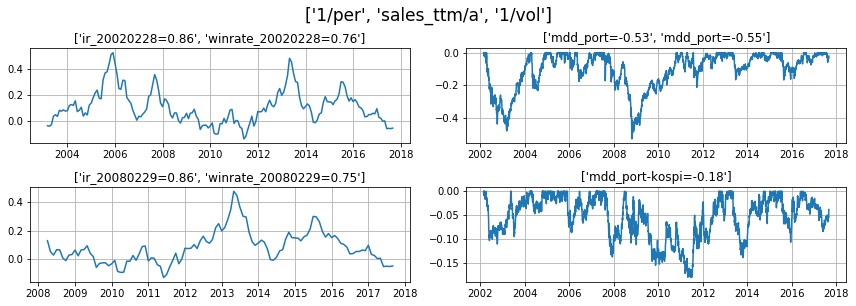 ['1/per', 'sales_ttm/a', '1/vol']
['ir_20020228=0.86', 'winrate_20020228=0.76']
0.4
0.2
0.0
2004 2006 2008 2010 2012 2014 2016 2018
['mdd_port=-0.53', 'mdd_port=-0.55']
0.0
−0.2
−0.4
2002 2004 2006 2008 2010 2012 2014 2016 2018
['ir_20080229=0.86', 'winrate_20080229=0.75']
0.4
0.2
0.0
2008 2009 2010 2011 2012 2013 2014 2015 2016 2017 2018
['mdd_port-kospi=-0.18']
0.00
−0.05
−0.10
−0.15
2002 2004 2006 2008 2010 2012 2014 2016 2018